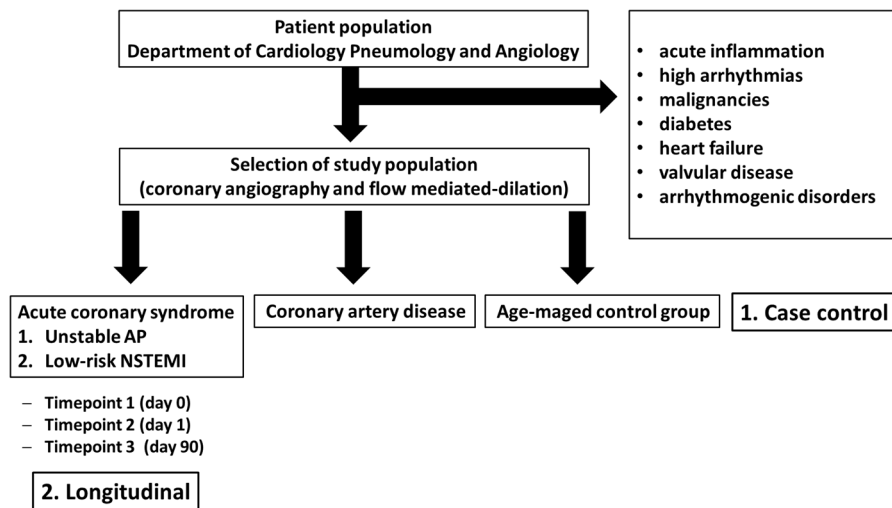 Patient population
Department of Cardiology Pneumology and Angiology
• acute inflammation
• high arrhythmias
• malignancies
• diabetes
• heart failure
• valvular disease
• arrhythmogenic disorders
Selection of study population
(coronary angiography and flow mediated-dilation)
Acute coronary syndrome
1. Unstable AP
2. Low-risk NSTEMI
Coronary artery disease
Age-maged control group
1. Case control
– Timepoint 1 (day 0)
– Timepoint 2 (day 1)
– Timepoint 3 (day 90)
2. Longitudinal